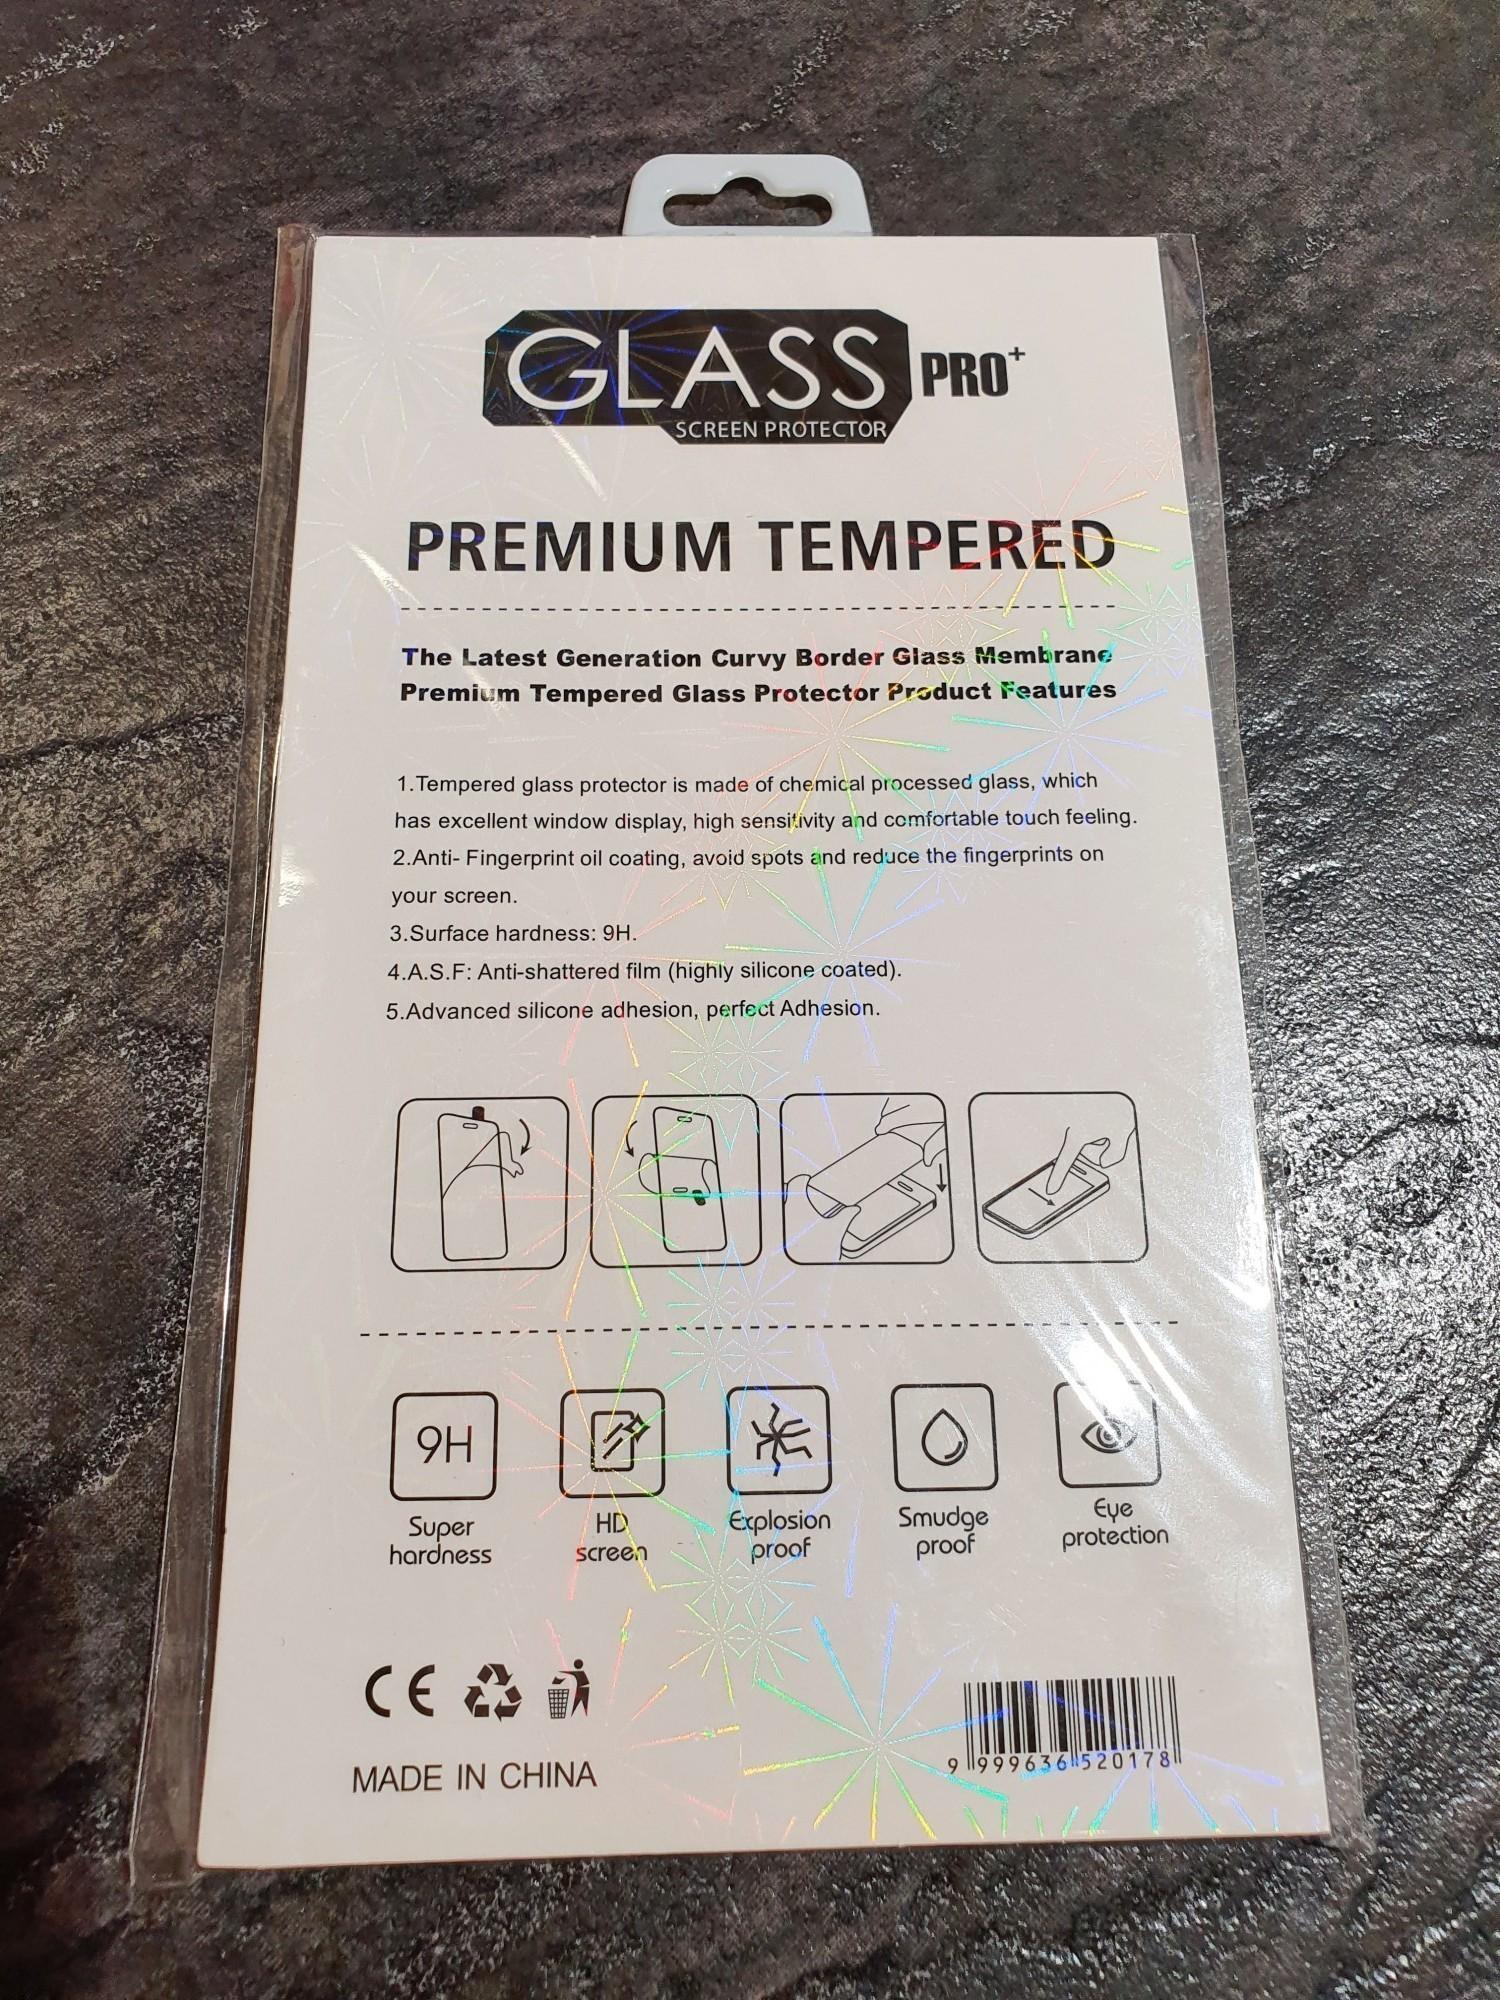 GLASS PRO+
SCREEN PROTECTOR
PREMIUM TEMPERED
The Latest Generation Curvy Border Glass Membrane
Premium Tempered Glass Protector Product Features
1.Tempered glass protector is made of chemical processed glass, which
has excellent window display, high sensitivity and comfortable touch feeling.
2.Anti- Fingerprint oil coating, avoid spots and reduce the fingerprints on
your screen.
3.Surface hardness: 9H.
4.A.S.F: Anti-shattered film (highly silicone coated).
5.Advanced silicone adhesion, perfect Adhesion.
9H
Super
hardness
HD
screen
Explosion
proof
Smudge
proof
Eye
protection
CE
MADE IN CHINA
9 999636 520178